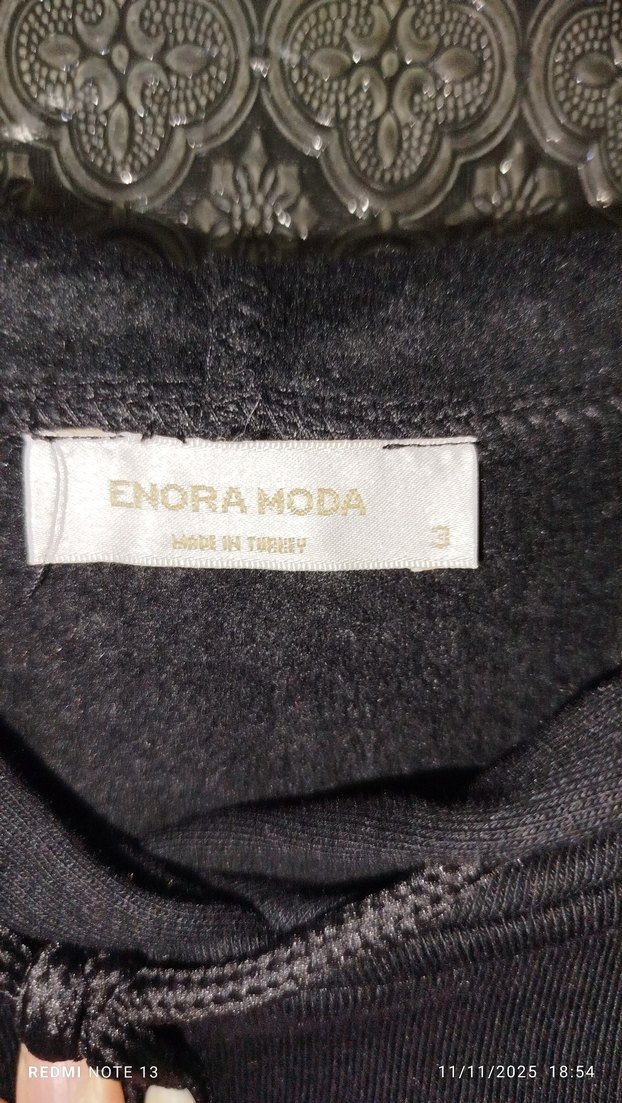 ENORA MODA
MADE IN TURKEY
3
REDMI NOTE 13
11/11/2025 18:54